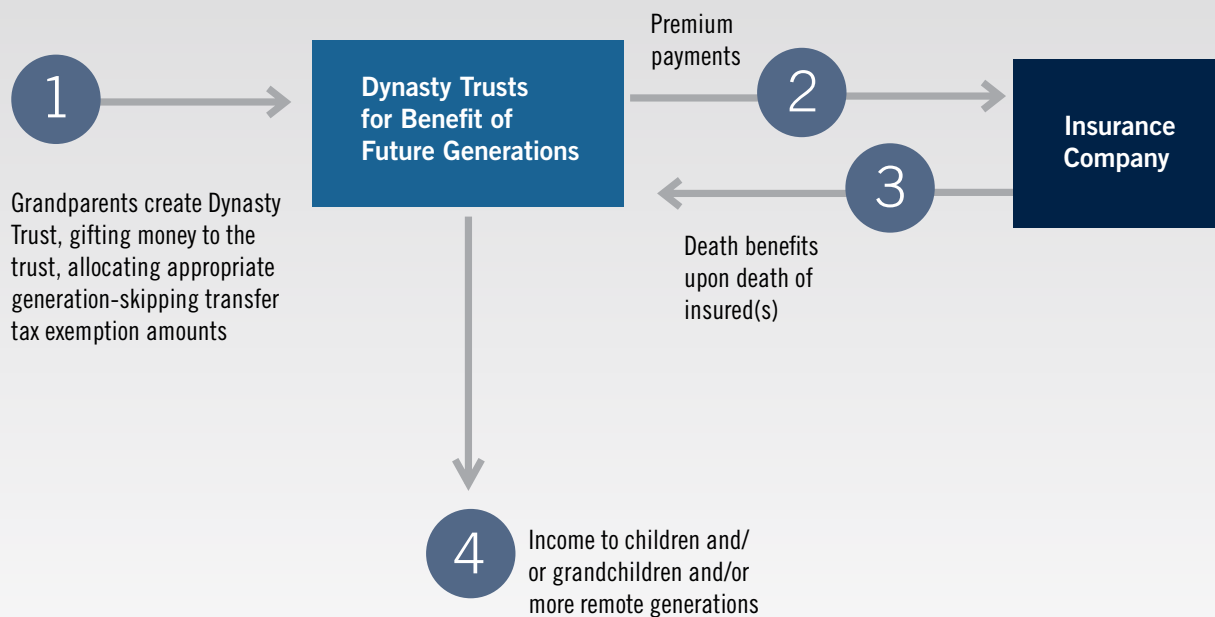 1
Grandparents create Dynasty
Trust, gifting money to the
trust, allocating appropriate
generation-skipping transfer
tax exemption amounts
Dynasty Trusts
for Benefit of
Future Generations
Premium
payments
2
Insurance
Company
3
Death benefits
upon death of
insured(s)
4
Income to children and/
or grandchildren and/or
more remote generations